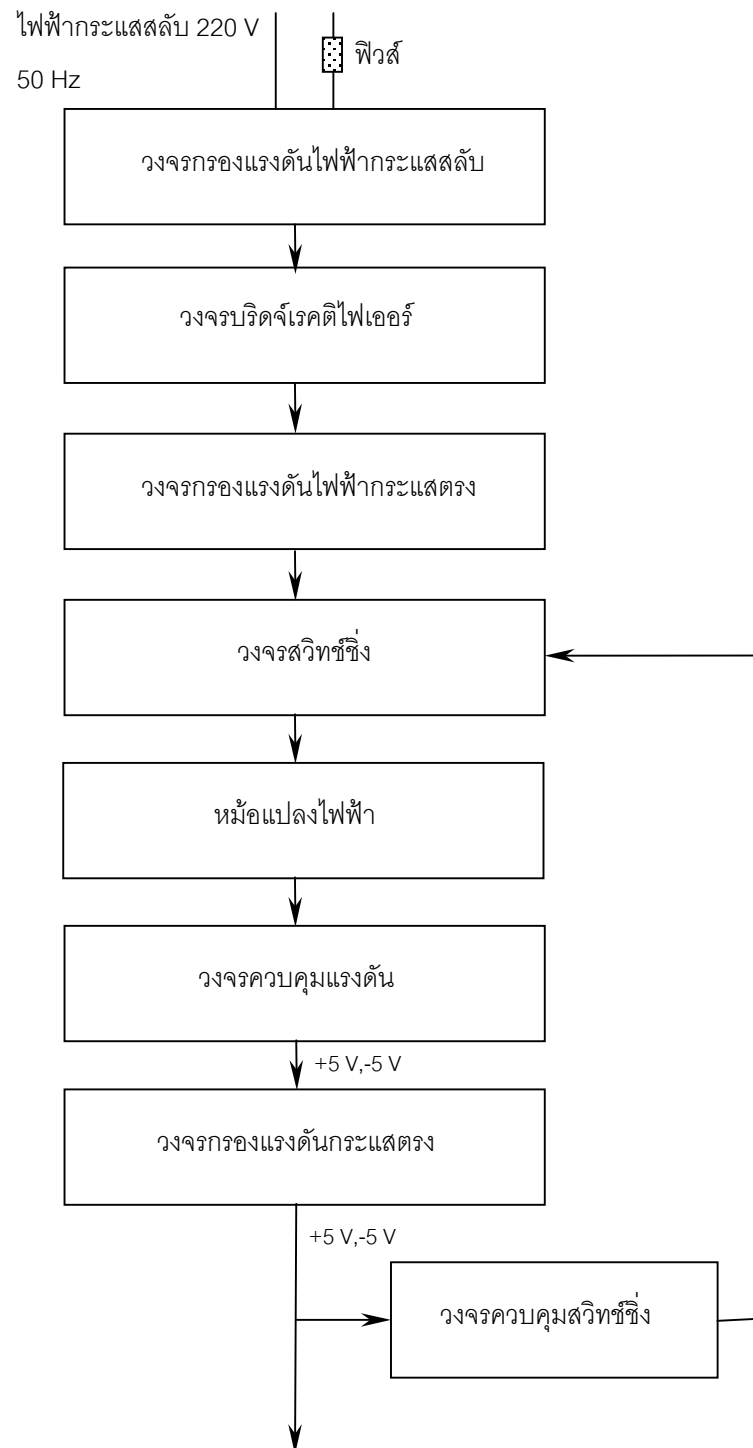 ไฟฟ้ากระแสสลับ 220 V
ฟิวส์
50 Hz
วงจรกรองแรงดันไฟฟ้ากระแสสลับ
วงจรบริดจ์เรคติไฟเออร์
วงจรกรองแรงดันไฟฟ้ากระแสตรง
วงจรสวิทช์ชิ่ง
หม้อแปลงไฟฟ้า
วงจรควบคุมแรงดัน
+5 V,-5 V
วงจรกรองแรงดันกระแสตรง
+5 V,-5 V
วงจรควบคุมสวิทช์ชิ่ง